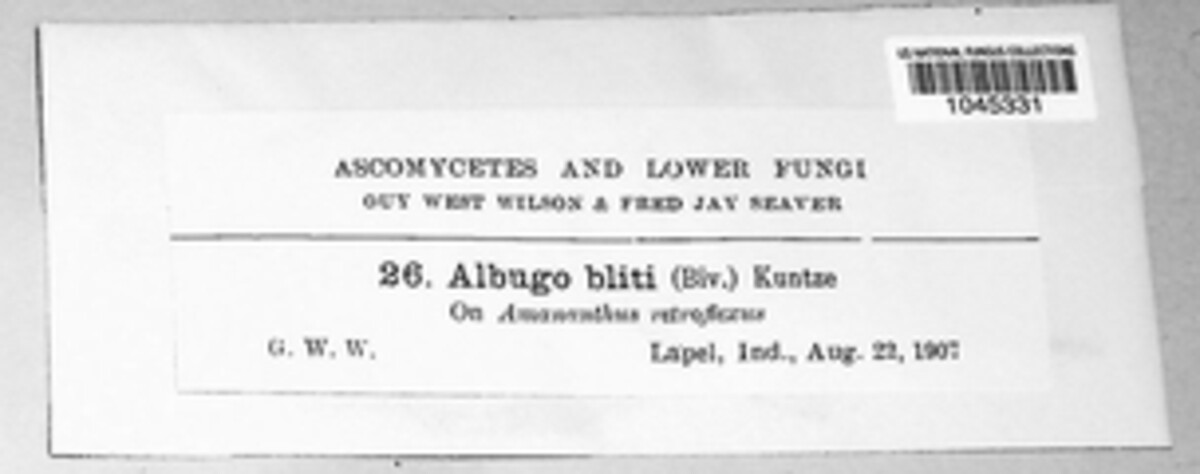 US NATIONAL FUNGUS COLLECTIONS
1045331
ASCOMYCETES AND LOWER FUNGI
GUY WEST WILSON & FRED JAY SEAVER
26. Albugo bliti (Biv.) Kuntze
On Amaranthus retroflexus
G. W. W.
Lapel, Ind., Aug. 22, 1907